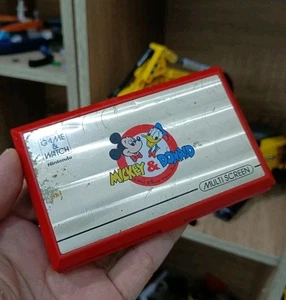 GAME
&
WATCH
Nintendo
MICKEY & DONALD
MULTI SCREEN